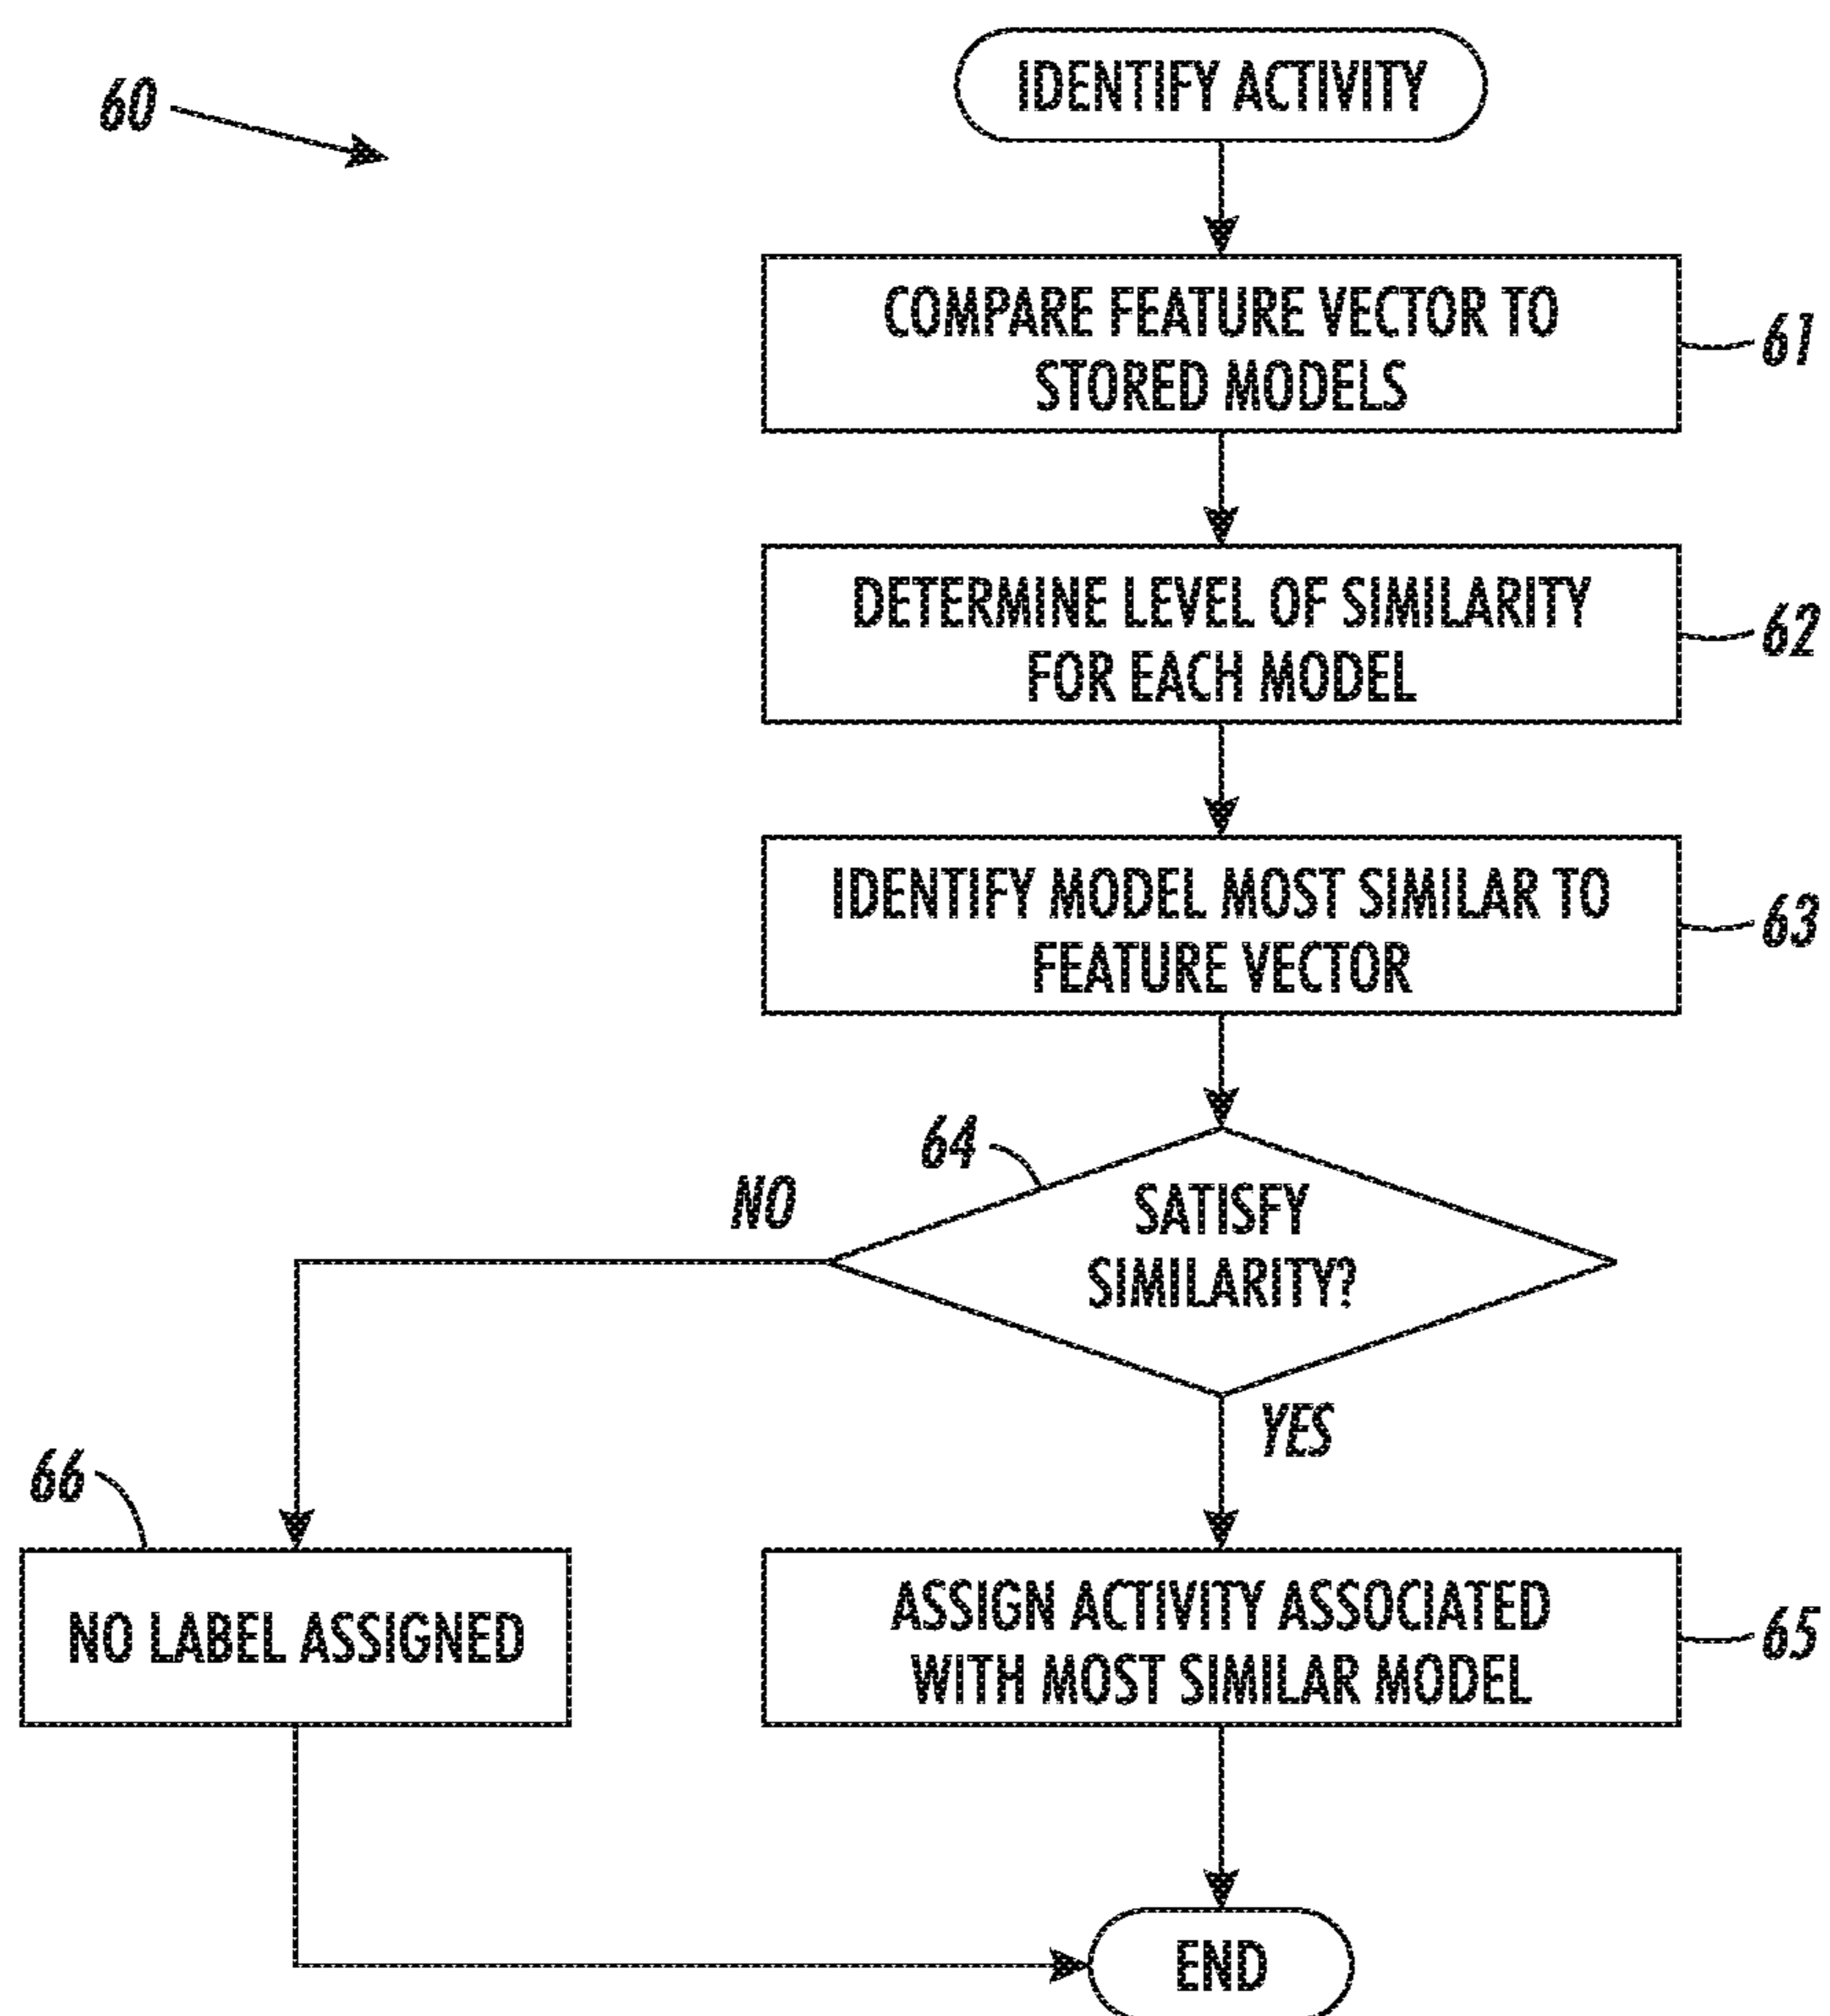 60
IDENTIFY ACTIVITY
COMPARE FEATURE VECTOR TO
STORED MODELS
61
DETERMINE LEVEL OF SIMILARITY
FOR EACH MODEL
62
IDENTIFY MODEL MOST SIMILAR TO
FEATURE VECTOR
63
64
SATISFY
SIMILARITY?
NO
YES
66
NO LABEL ASSIGNED
ASSIGN ACTIVITY ASSOCIATED
WITH MOST SIMILAR MODEL
65
END